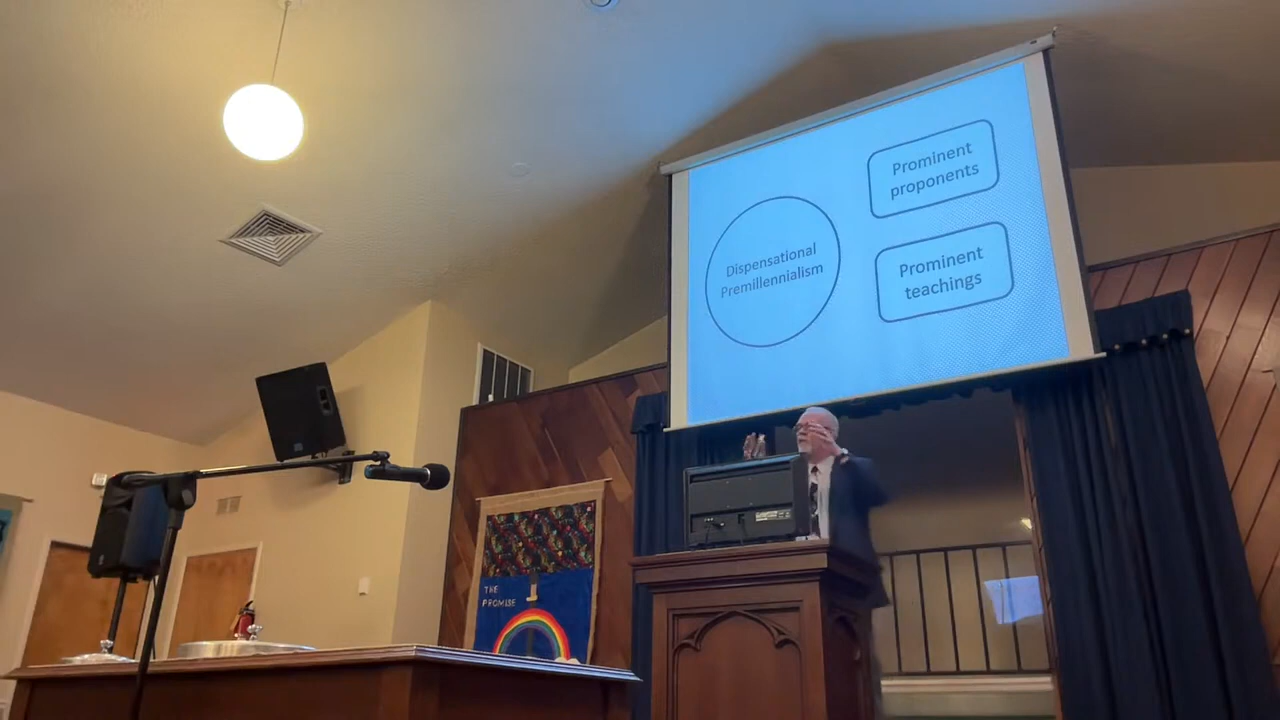 Prominent
proponents
Dispensational
Premillennialism
Prominent
teachings
THE
PROMISE